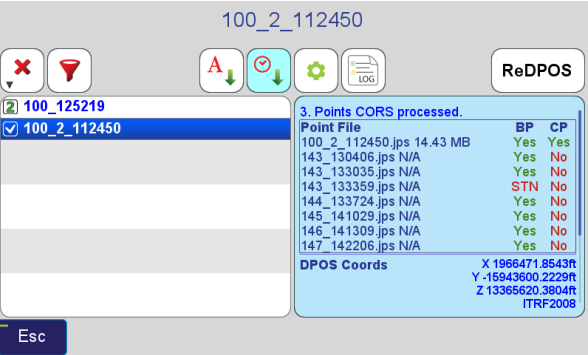 100_2_112450
A
LOG
ReDPOS
2 100_125219
100_2_112450
3. Points CORS processed.
Point File BP CP
100_2_112450.jps 14.43 MB Yes Yes
143_130406.jps N/A Yes No
143_133035.jps N/A Yes No
143_133359.jps N/A STN No
144_133724.jps N/A Yes No
145_141029.jps N/A Yes No
146_141309.jps N/A Yes No
147_142206.jps N/A Yes No
DPOS Coords X 1966471.8543ft
Y -15943600.2229ft
Z 13365620.3804ft
ITRF2008
Esc